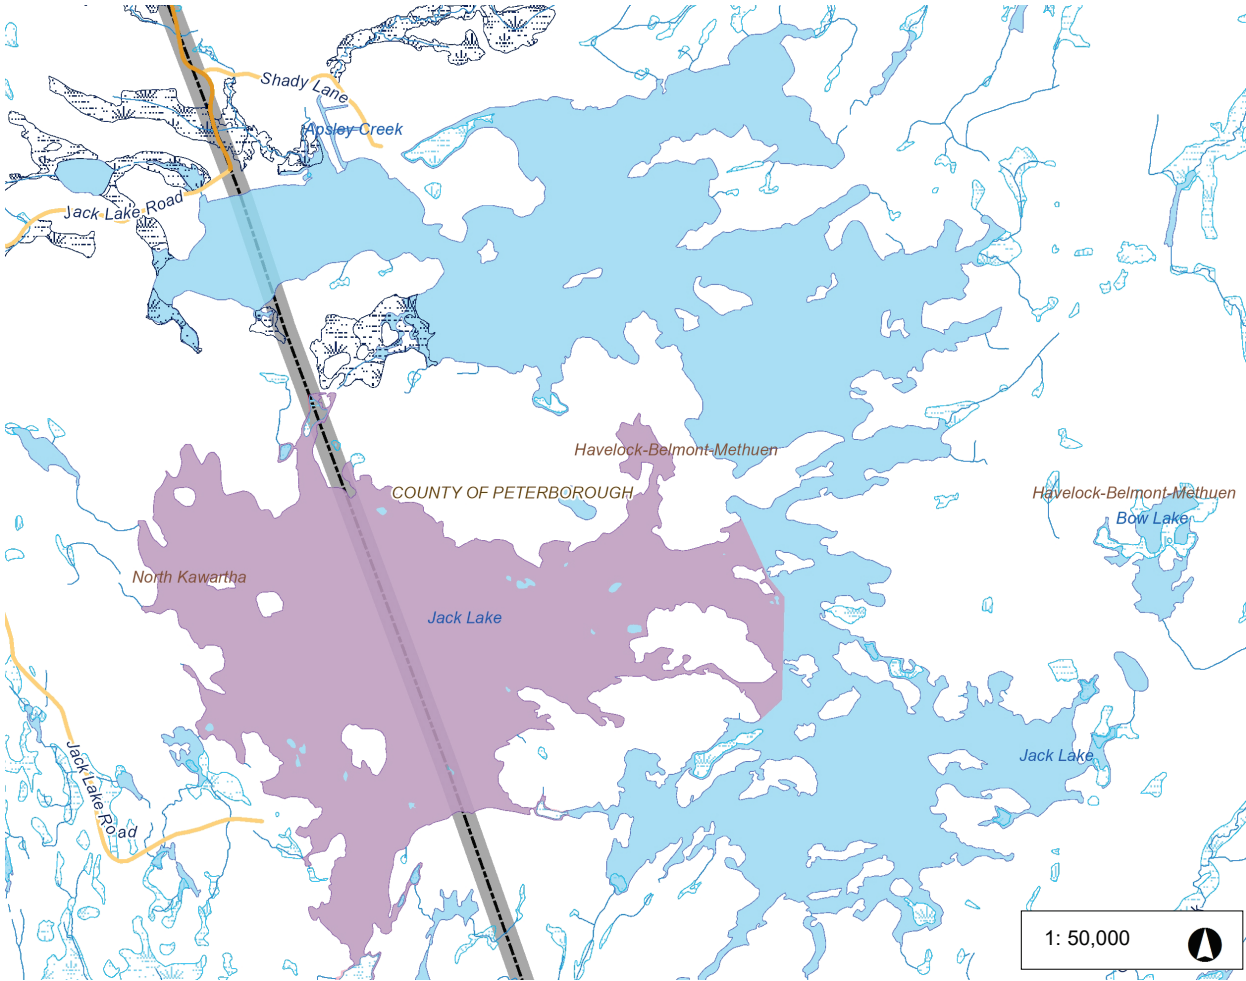 Shady Lane
Apsley Creek
Jack Lake Road
Havelock-Belmont-Methuen
COUNTY OF PETERBOROUGH
Havelock-Belmont-Methuen
Bow Lake
North Kawartha
Jack Lake
Jack Lake
Jack Lake Road
1: 50,000